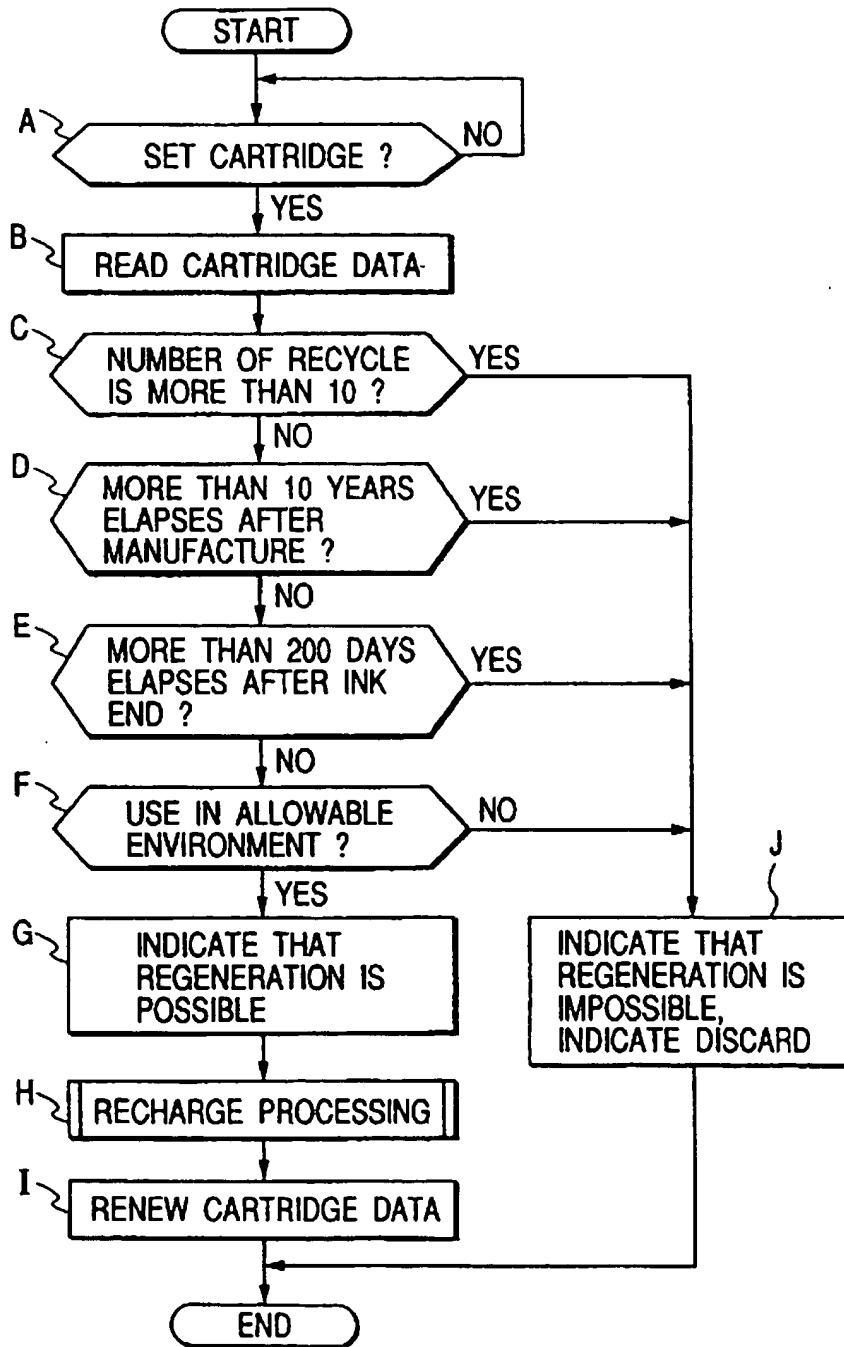 START
A
SET CARTRIDGE ?
NO
YES
B
READ CARTRIDGE DATA
C
NUMBER OF RECYCLE
IS MORE THAN 10 ?
YES
NO
D
MORE THAN 10 YEARS
ELAPSES AFTER
MANUFACTURE ?
YES
NO
E
MORE THAN 200 DAYS
ELAPSES AFTER INK
END ?
YES
NO
F
USE IN ALLOWABLE
ENVIRONMENT ?
NO
YES
G
INDICATE THAT
REGENERATION IS
POSSIBLE
J
INDICATE THAT
REGENERATION IS
IMPOSSIBLE,
INDICATE DISCARD
H
RECHARGE PROCESSING
I
RENEW CARTRIDGE DATA
END